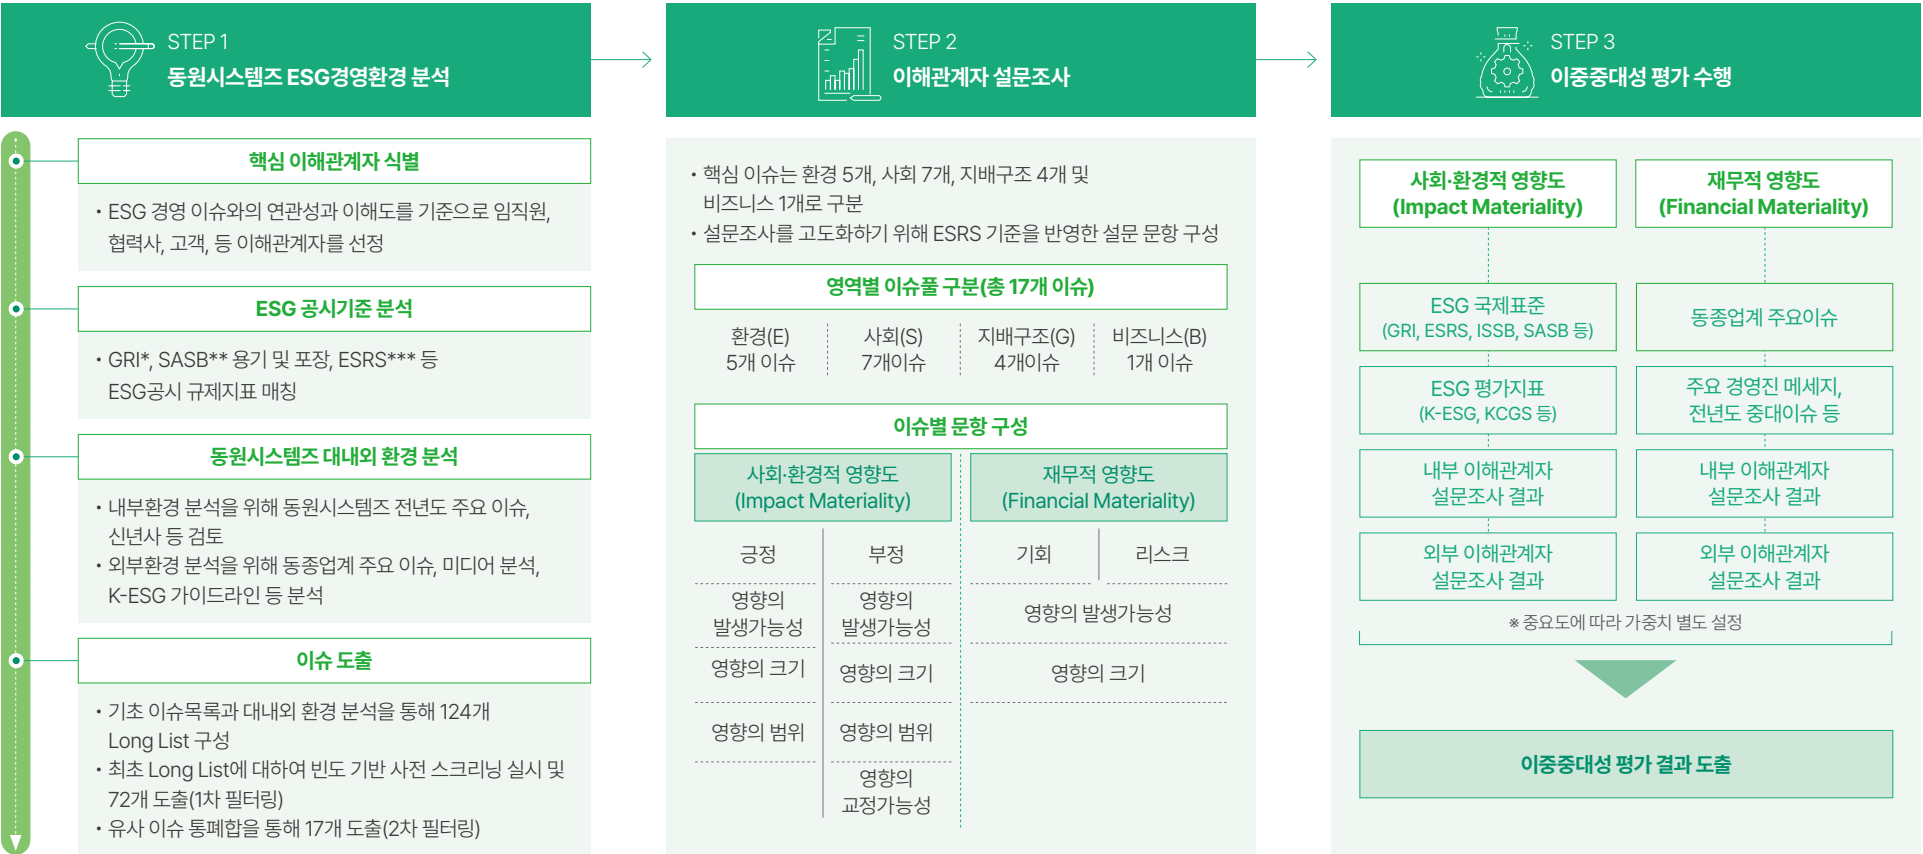 STEP 1
동원시스템즈 ESG경영환경 분석
핵심 이해관계자 식별
• ESG 경영 이슈와의 연관성과 이해도를 기준으로 임직원,
협력사, 고객, 등 이해관계자를 선정
ESG 공시기준 분석
• GRI*, SASB** 용기 및 포장, ESRS*** 등
ESG공시 규제지표 매칭
동원시스템즈 대내외 환경 분석
• 내부환경 분석을 위해 동원시스템즈 전년도 주요 이슈,
신년사 등 검토
• 외부환경 분석을 위해 동종업계 주요 이슈, 미디어 분석,
K-ESG 가이드라인 등 분석
이슈 도출
• 기초 이슈목록과 대내외 환경 분석을 통해 124개
Long List 구성
• 최초 Long List에 대하여 빈도 기반 사전 스크리닝 실시 및
72개 도출(1차 필터링)
• 유사 이슈 통폐합을 통해 17개 도출(2차 필터링)
STEP 2
이해관계자 설문조사
• 핵심 이슈는 환경 5개, 사회 7개, 지배구조 4개 및
비즈니스 1개로 구분
• 설문조사를 고도화하기 위해 ESRS 기준을 반영한 설문 문항 구성
영역별 이슈풀 구분(총 17개 이슈)
환경(E) 사회(S) 지배구조(G) 비즈니스(B)
5개 이슈 7개이슈 4개이슈 1개 이슈
이슈별 문항 구성
사회·환경적 영향도 재무적 영향도
(Impact Materiality) (Financial Materiality)
긍정 부정 기회 리스크
영향의 영향의
발생가능성 발생가능성 영향의 발생가능성
영향의 크기 영향의 크기 영향의 크기
영향의 범위 영향의 범위
영향의
교정가능성
STEP 3
이중중대성 평가 수행
사회·환경적 영향도 재무적 영향도
(Impact Materiality) (Financial Materiality)
ESG 국제표준
(GRI, ESRS, ISSB, SASB 등) 동종업계 주요이슈
ESG 평가지표 주요 경영진 메세지,
(K-ESG, KCGS 등) 전년도 중대이슈 등
내부 이해관계자 내부 이해관계자
설문조사 결과 설문조사 결과
외부 이해관계자 외부 이해관계자
설문조사 결과 설문조사 결과
※ 중요도에 따라 가중치 별도 설정
이중중대성 평가 결과 도출